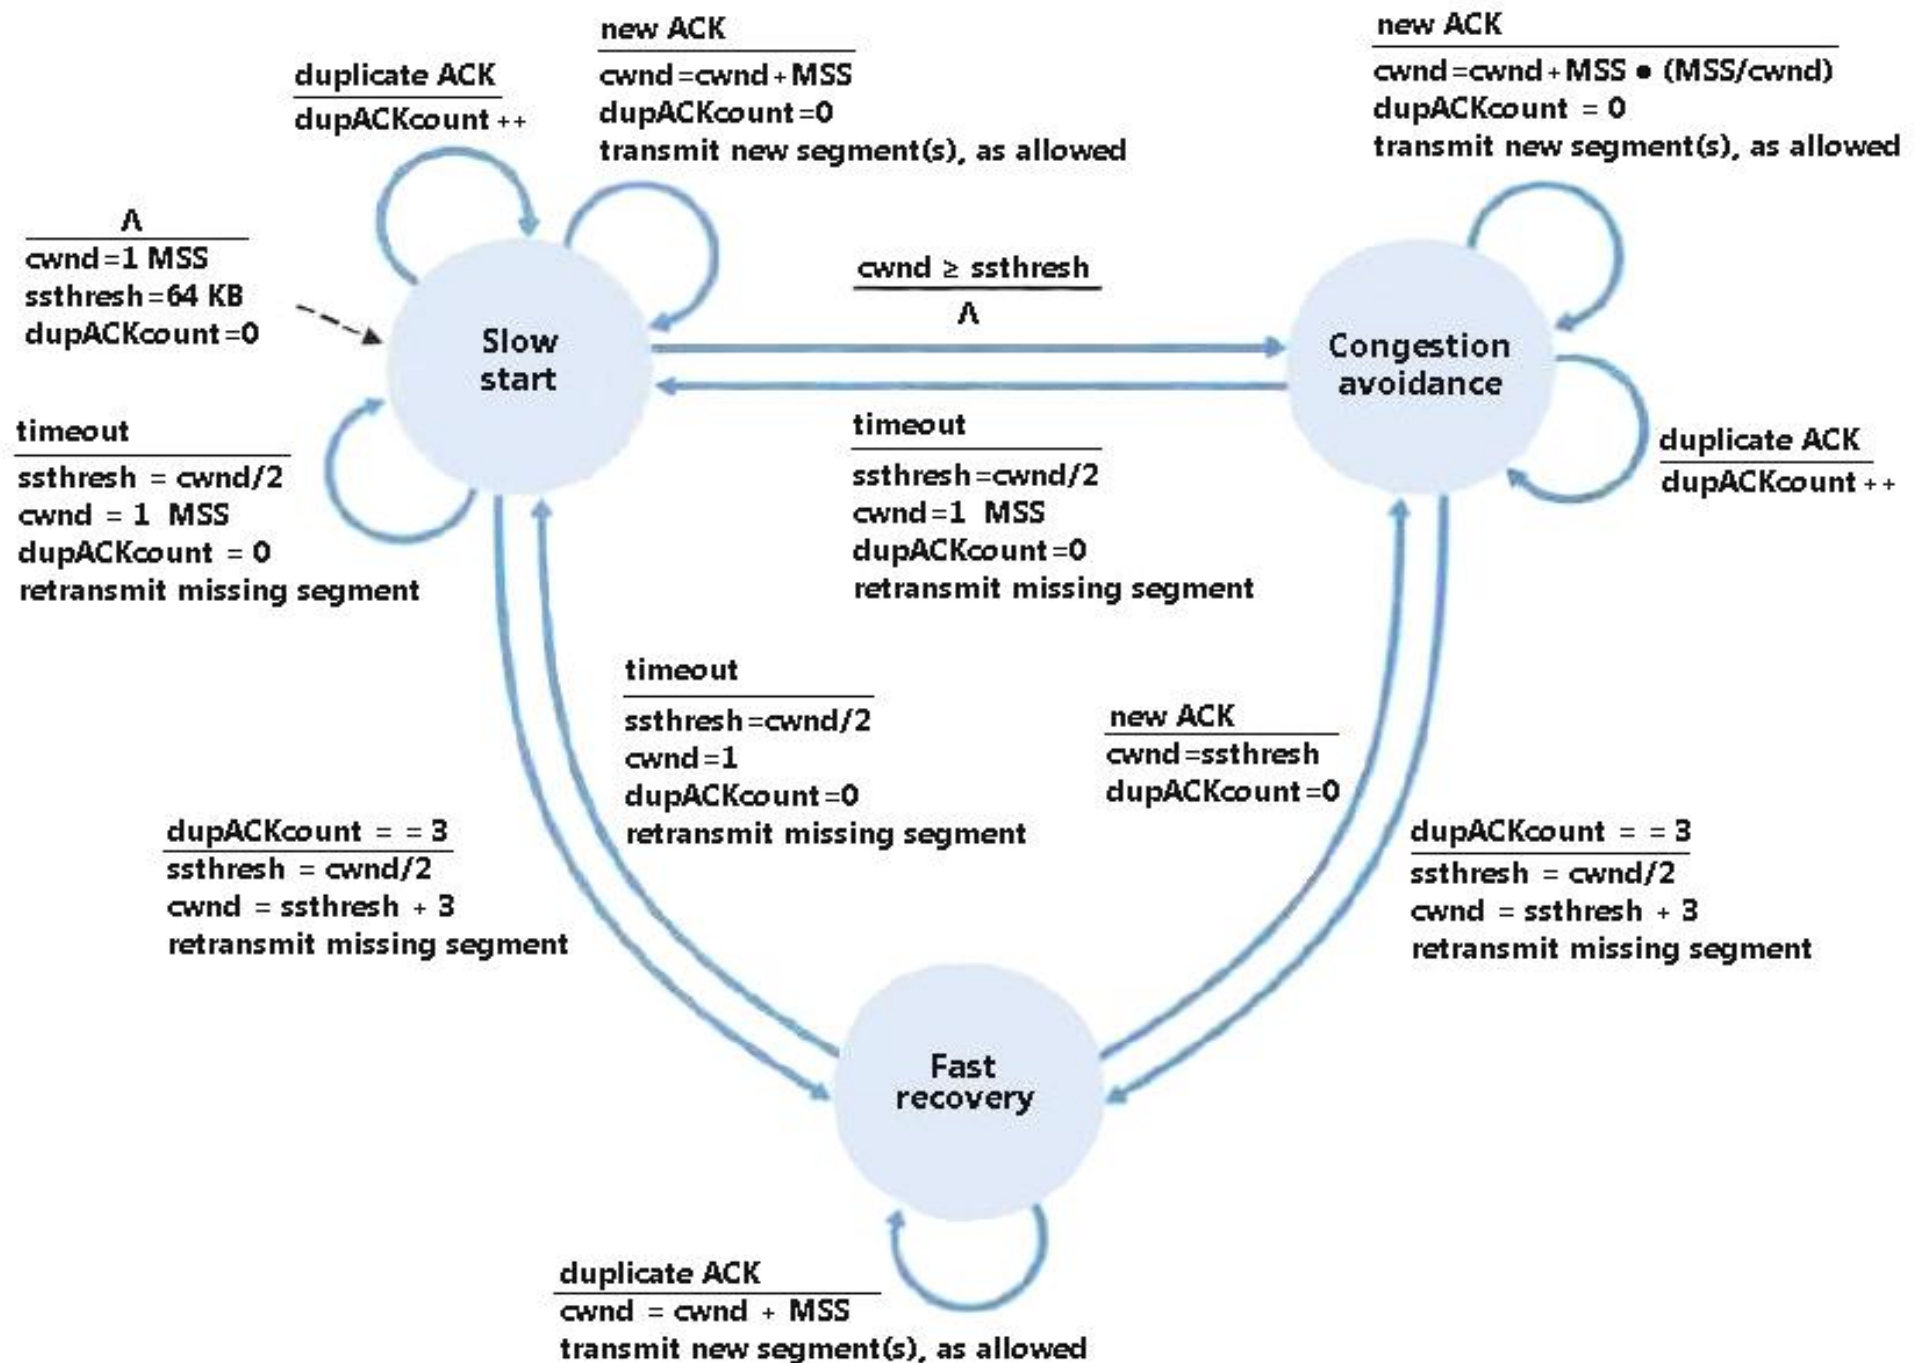 new ACK
cwnd=cwnd+MSS
dupACKcount=0
transmit new segment(s), as allowed
new ACK
cwnd=cwnd+MSS ● (MSS/cwnd)
dupACKcount = 0
transmit new segment(s), as allowed
duplicate ACK
dupACKcount++
Λ
cwnd=1 MSS
ssthresh=64 KB
dupACKcount=0
cwnd ≥ ssthresh
Λ
Slow
start
Congestion
avoidance
timeout
ssthresh = cwnd/2
cwnd = 1 MSS
dupACKcount = 0
retransmit missing segment
timeout
ssthresh=cwnd/2
cwnd=1 MSS
dupACKcount=0
retransmit missing segment
duplicate ACK
dupACKcount++
timeout
ssthresh=cwnd/2
cwnd=1
dupACKcount=0
retransmit missing segment
new ACK
cwnd=ssthresh
dupACKcount=0
dupACKcount = = 3
ssthresh = cwnd/2
cwnd = ssthresh + 3
retransmit missing segment
dupACKcount = = 3
ssthresh = cwnd/2
cwnd = ssthresh + 3
retransmit missing segment
Fast
recovery
duplicate ACK
cwnd = cwnd + MSS
transmit new segment(s), as allowed